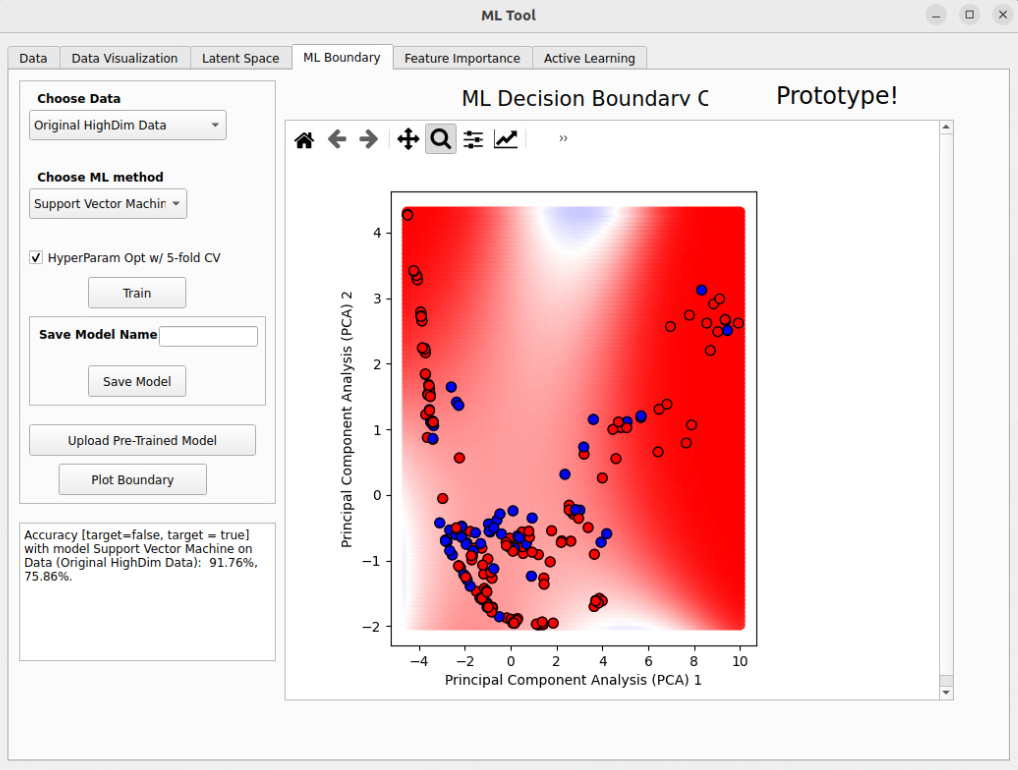 ML Tool
Data
Data Visualization
Latent Space
ML Boundary
Feature Importance
Active Learning
Choose Data
Original HighDim Data
Choose ML method
Support Vector Machin
HyperParam Opt w/ 5-fold CV
Train
Save Model Name
Save Model
Upload Pre-Trained Model
Plot Boundary
Accuracy [target=false, target = true]
with model Support Vector Machine on
Data (Original HighDim Data):  91.76%,
75.86%.
ML Decision Boundary C
Prototype!
»
4
3
2
1
0
−1
−2
Principal Component Analysis (PCA) 2
−4
−2
0
2
4
6
8
10
Principal Component Analysis (PCA) 1